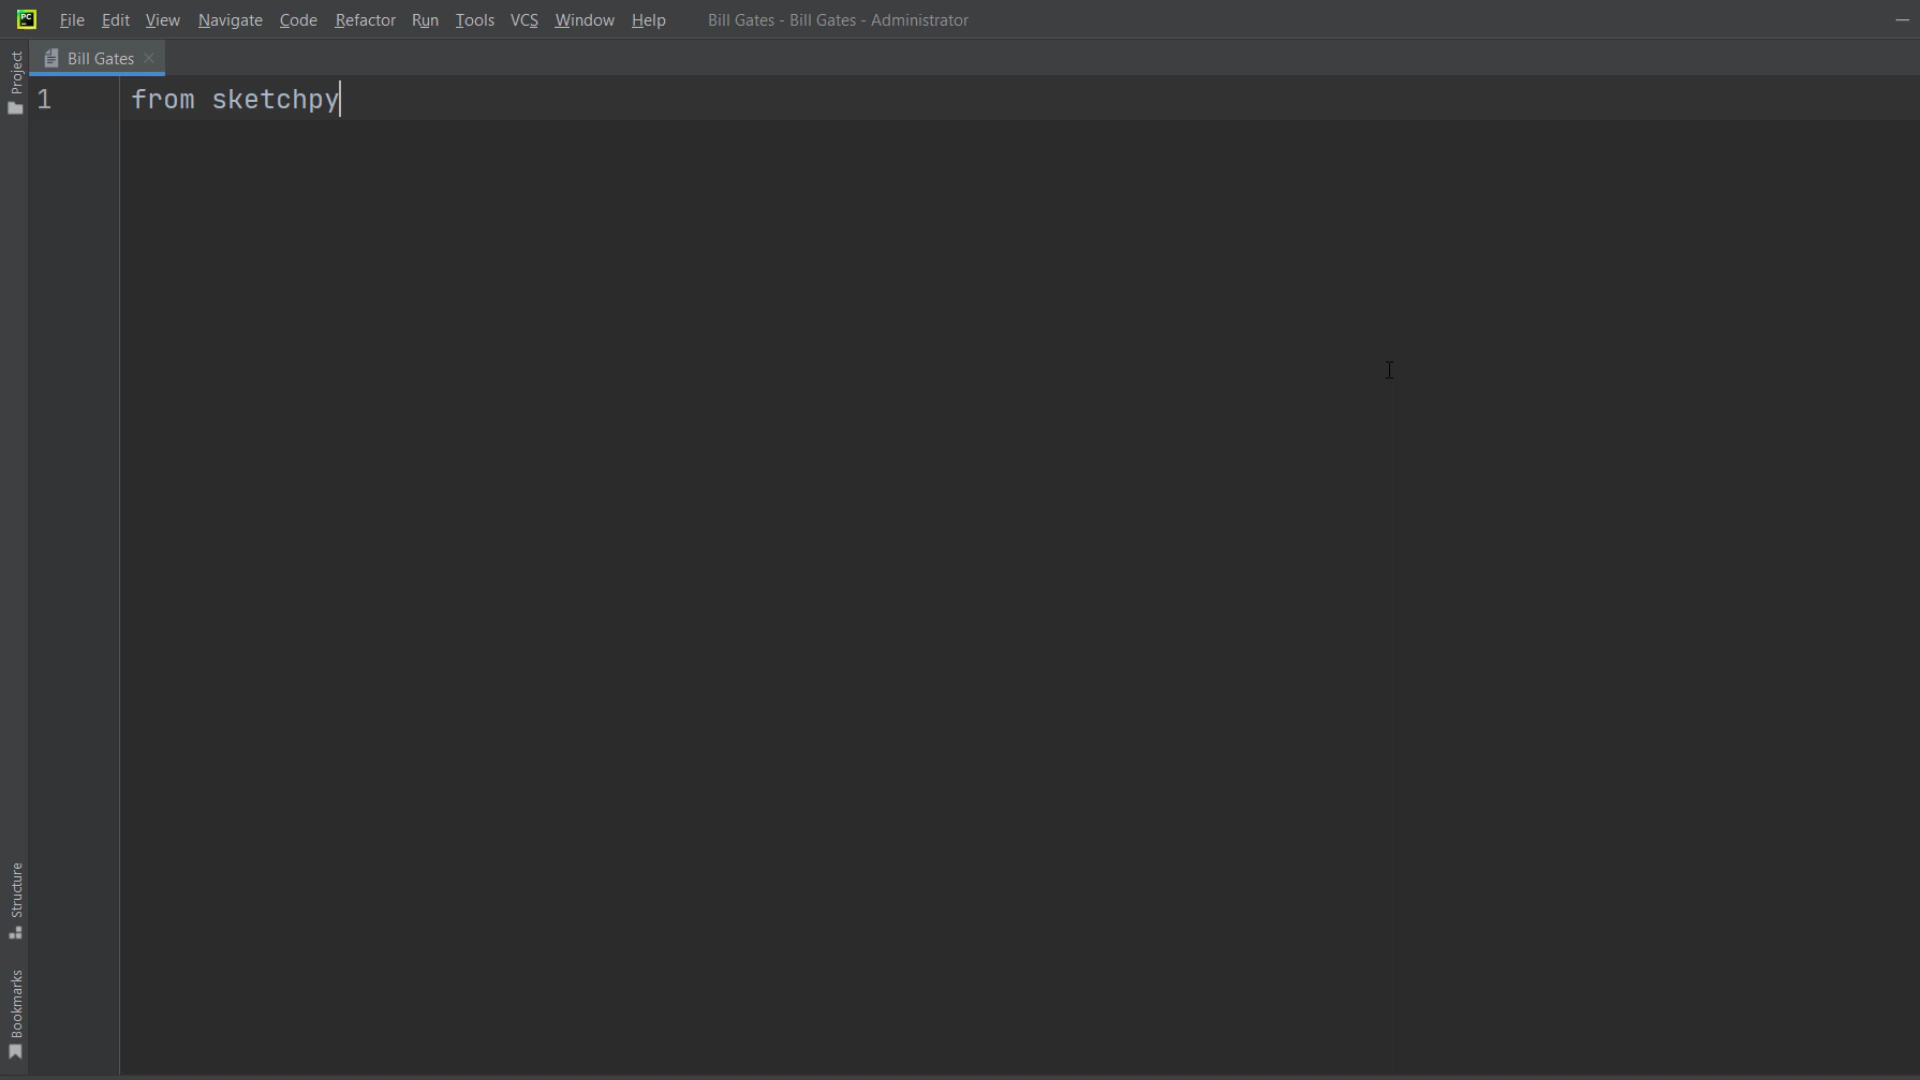 PC File Edit View Navigate Code Refactor Run Tools VCS Window Help Bill Gates - Bill Gates - Administrator
Bill Gates
Project
1 from sketchpy
Structure
Bookmarks